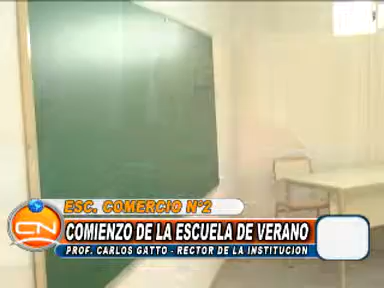 ESC. COMERCIO N°2
CN
COMIENZO DE LA ESCUELA DE VERANO
PROF. CARLOS GATTO - RECTOR DE LA INSTITUCION